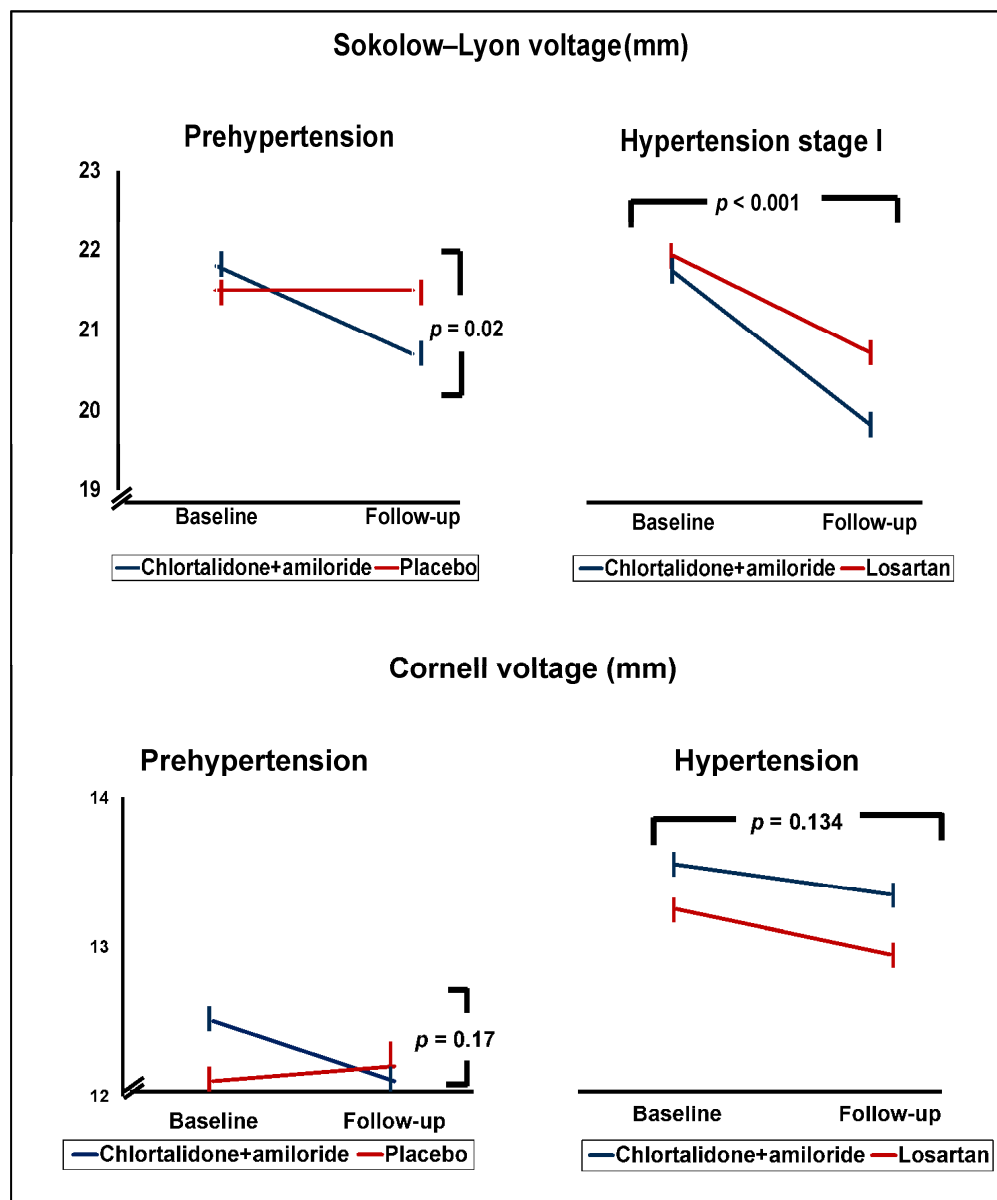 Sokolow–Lyon voltage(mm)
Prehypertension
Hypertension stage I
23
22
21
20
19
p = 0.02
p < 0.001
Baseline
Follow-up
Baseline
Follow-up
Chlortalidone+amiloride
Placebo
Chlortalidone+amiloride
Losartan
Cornell voltage (mm)
Prehypertension
Hypertension
14
13
12
p = 0.17
p = 0.134
Baseline
Follow-up
Baseline
Follow-up
Chlortalidone+amiloride
Placebo
Chlortalidone+amiloride
Losartan